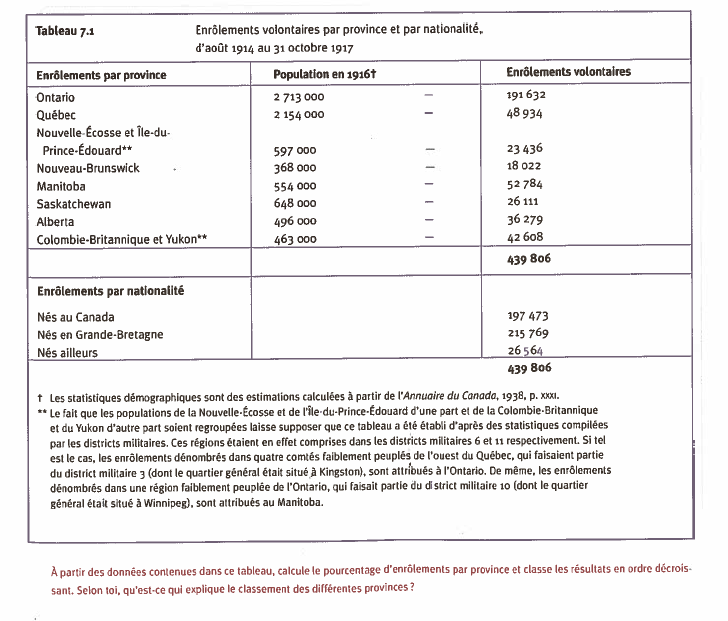 Tableau 7.1 Enrôlements volontaires par province et par nationalité,
d'août 1914 au 31 octobre 1917
Enrôlements par province Population en 1916† Enrôlements volontaires
Ontario 2 713 000 – 191 632
Québec 2 154 000 – 48 934
Nouvelle-Écosse et Île-du-
Prince-Édouard** 597 000 – 23 436
Nouveau-Brunswick 368 000 – 18 022
Manitoba 554 000 – 52 784
Saskatchewan 648 000 – 26 111
Alberta 496 000 – 36 279
Colombie-Britannique et Yukon** 463 000 – 42 608
439 806
Enrôlements par nationalité
Nés au Canada 197 473
Nés en Grande-Bretagne 215 769
Nés ailleurs 26 564
439 806
† Les statistiques démographiques sont des estimations calculées à partir de l'Annuaire du Canada, 1938, p. xxxi.
** Le fait que les populations de la Nouvelle-Écosse et de l'Île-du-Prince-Édouard d'une part et de la Colombie-Britannique
et du Yukon d'autre part soient regroupées laisse supposer que ce tableau a été établi d'après des statistiques compilées
par les districts militaires. Ces régions étaient en effet comprises dans les districts militaires 6 et 11 respectivement. Si tel
est le cas, les enrôlements dénombrés dans quatre comtés faiblement peuplés de l'ouest du Québec, qui faisaient partie
du district militaire 3 (dont le quartier général était situé à Kingston), sont attribués à l'Ontario. De même, les enrôlements
dénombrés dans une région faiblement peuplée de l'Ontario, qui faisait partie du district militaire 10 (dont le quartier
général était situé à Winnipeg), sont attribués au Manitoba.
À partir des données contenues dans ce tableau, calcule le pourcentage d'enrôlements par province et classe les résultats en ordre décrois-
sant. Selon toi, qu'est-ce qui explique le classement des différentes provinces ?